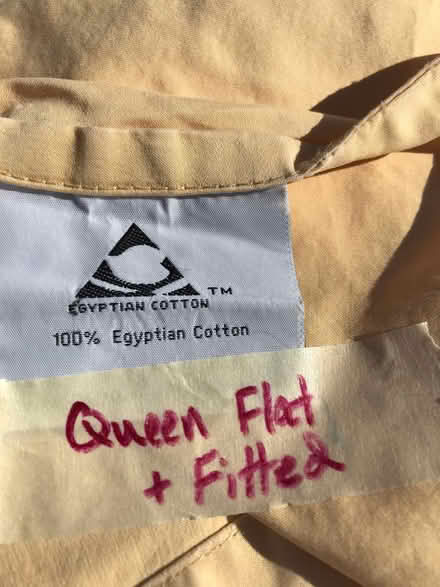 EGYPTIAN COTTON ™
100% Egyptian Cotton
Queen Flat
+ Fitted